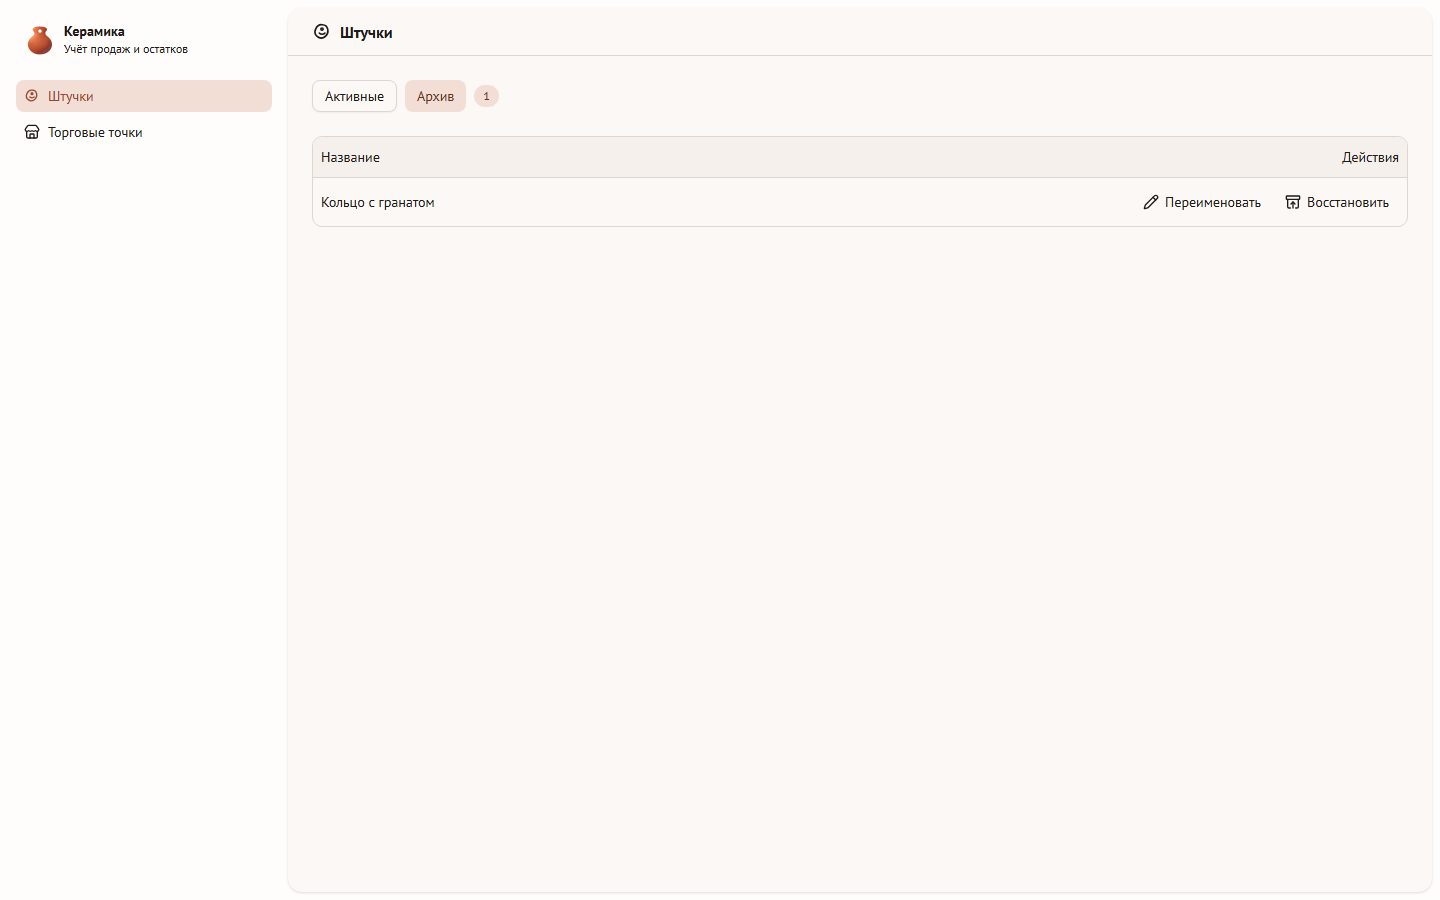 Керамика
Учёт продаж и остатков
Штучки
Торговые точки
Штучки
Активные
Архив
1
Название
Действия
Кольцо с гранатом
Переименовать
Восстановить